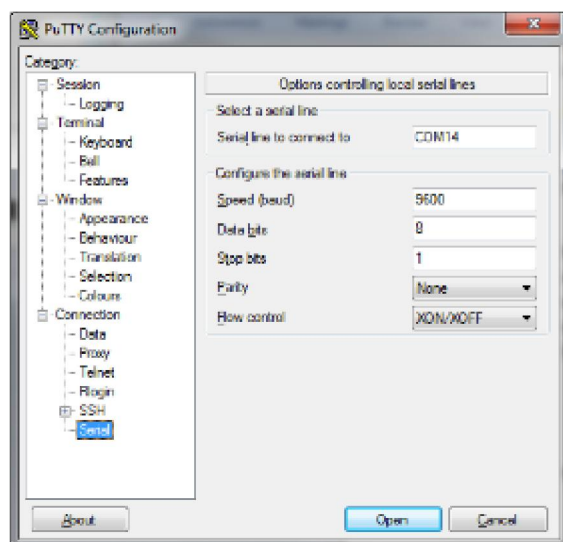 PuTTY Configuration
Category:
Session
Logging
Terminal
Keyboard
Bell
Features
Window
Appearance
Behaviour
Translation
Selection
Colours
Connection
Data
Proxy
Telnet
Rlogin
SSH
Serial
Options controlling local serial lines
Select a serial line
Serial line to connect to COM14
Configure the serial line
Speed (baud) 9600
Data bits 8
Stop bits 1
Parity None
Flow control XON/XOFF
About Open Cancel